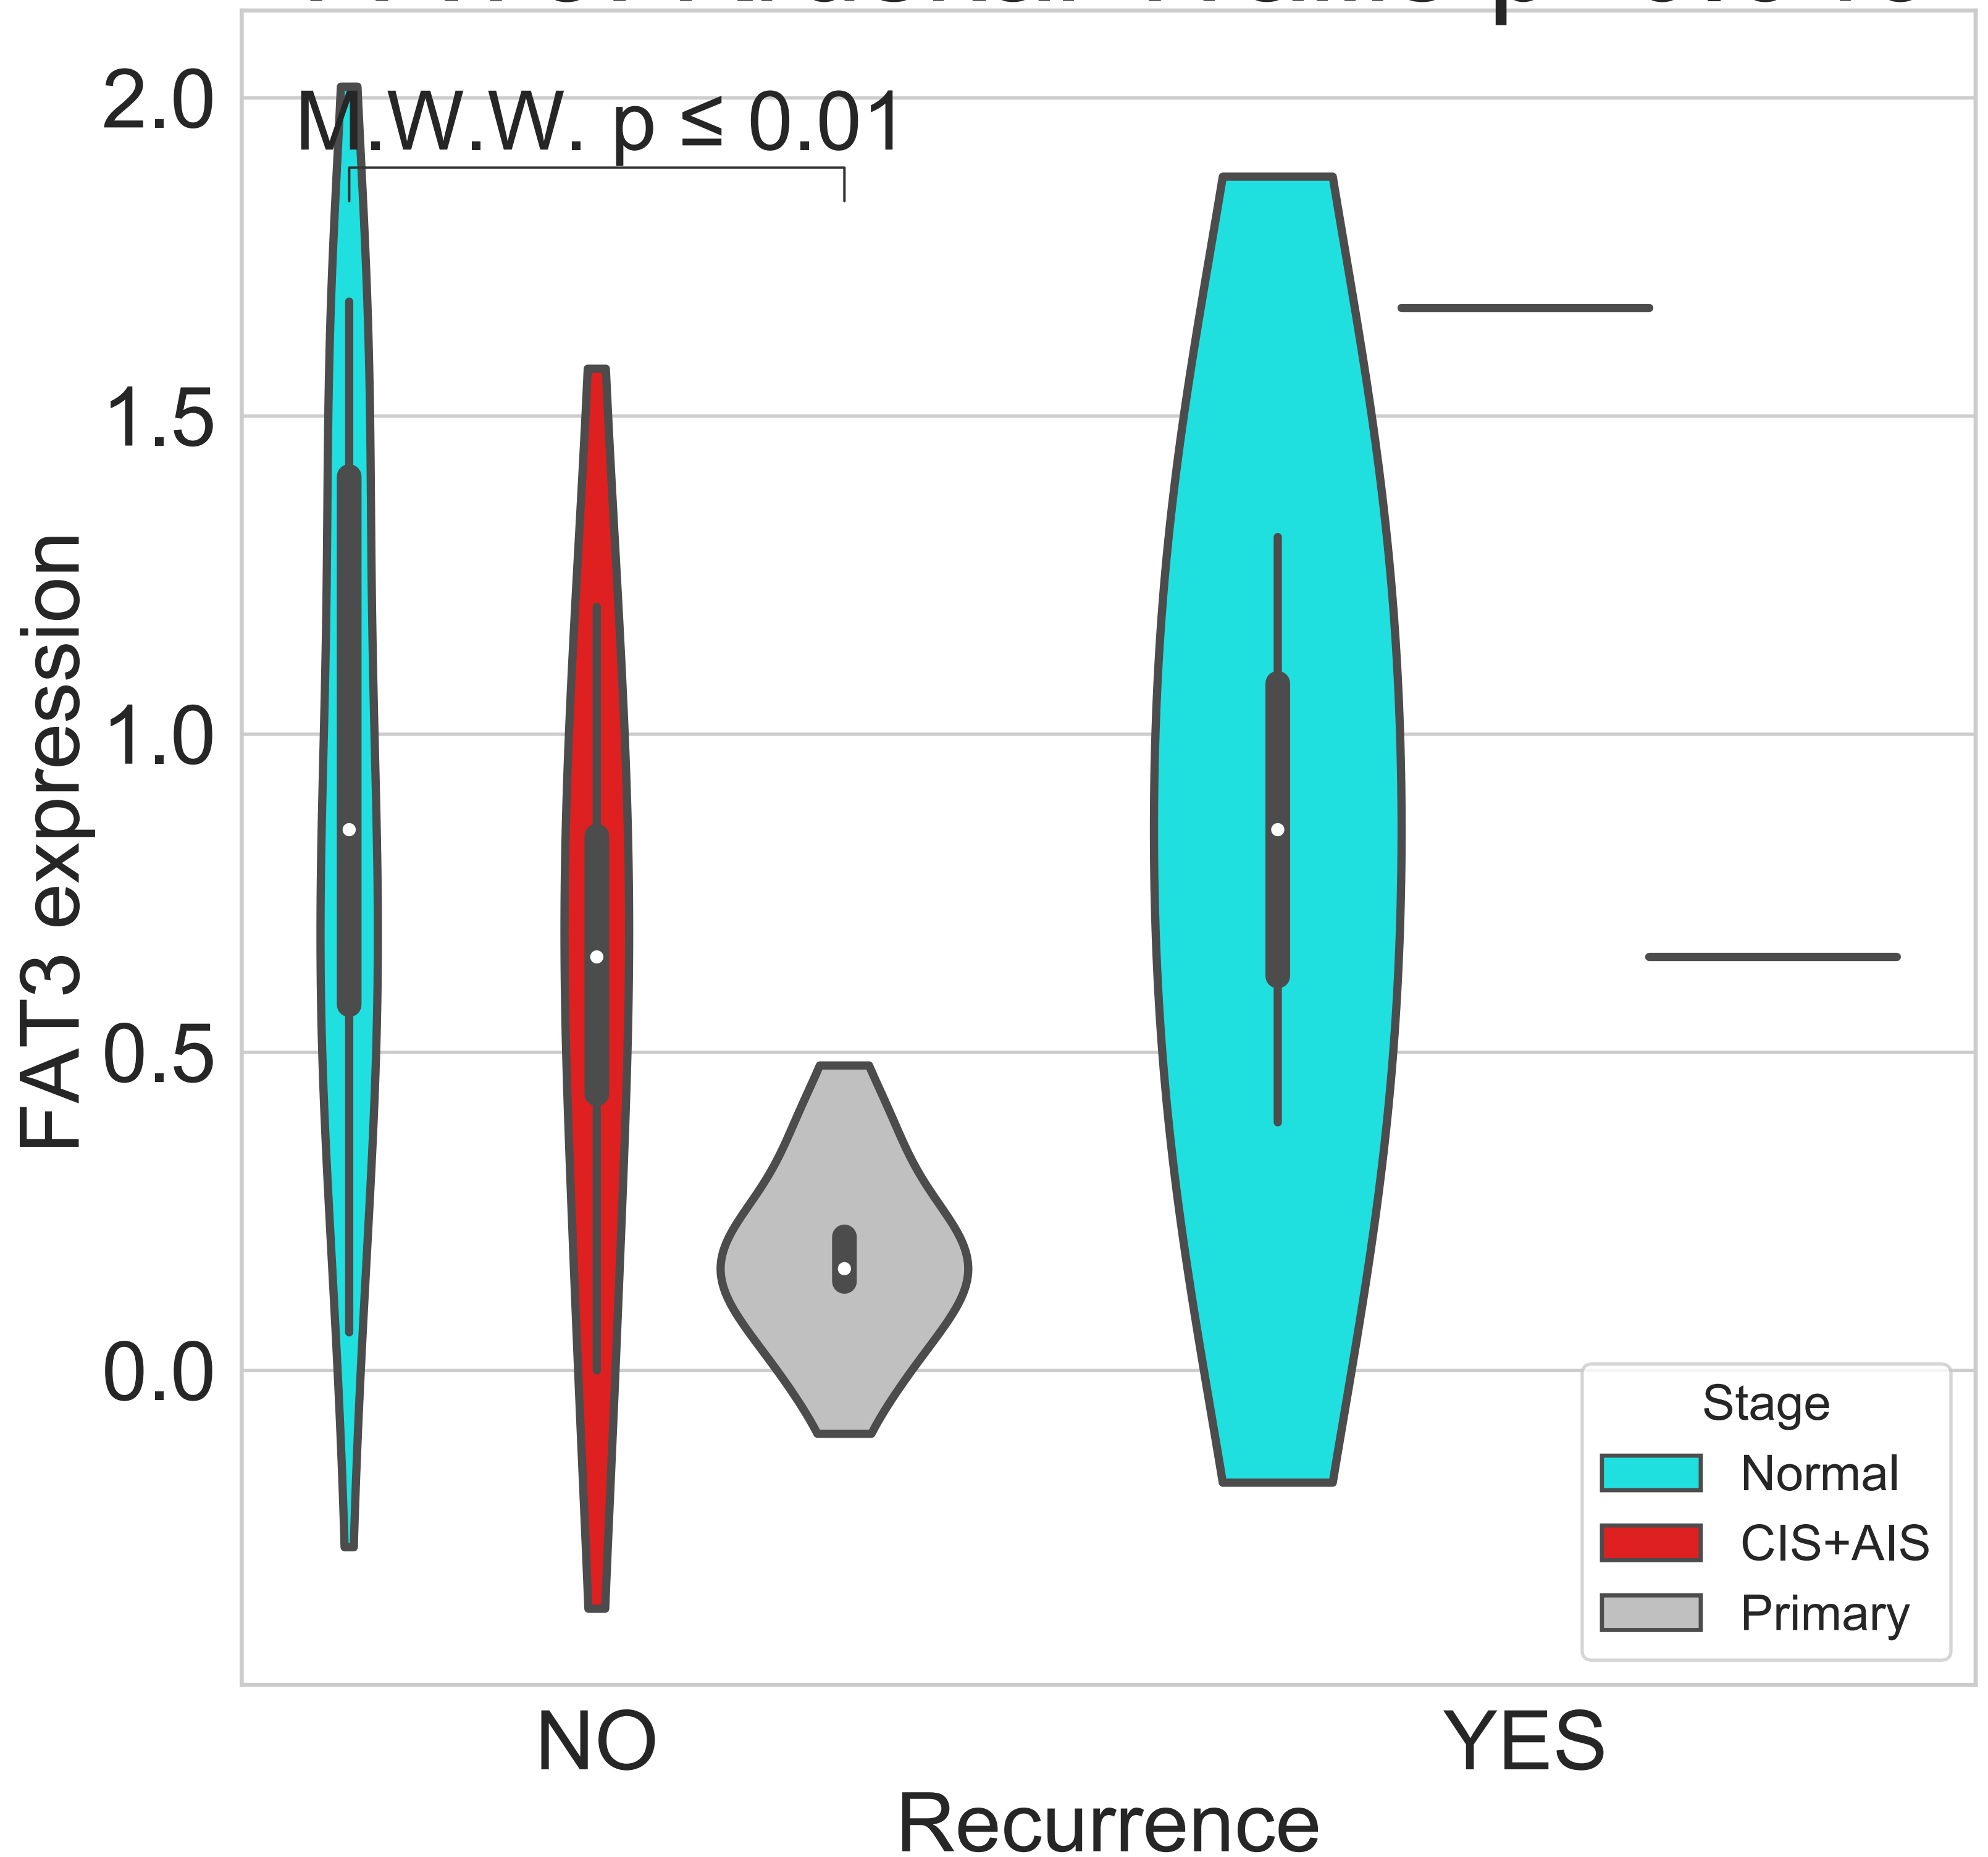 M.W.W. p ≤ 0.01
2.0
1.5
1.0
0.5
0.0
FAT3 expression
NO
YES
Recurrence
Stage
Normal
CIS+AIS
Primary